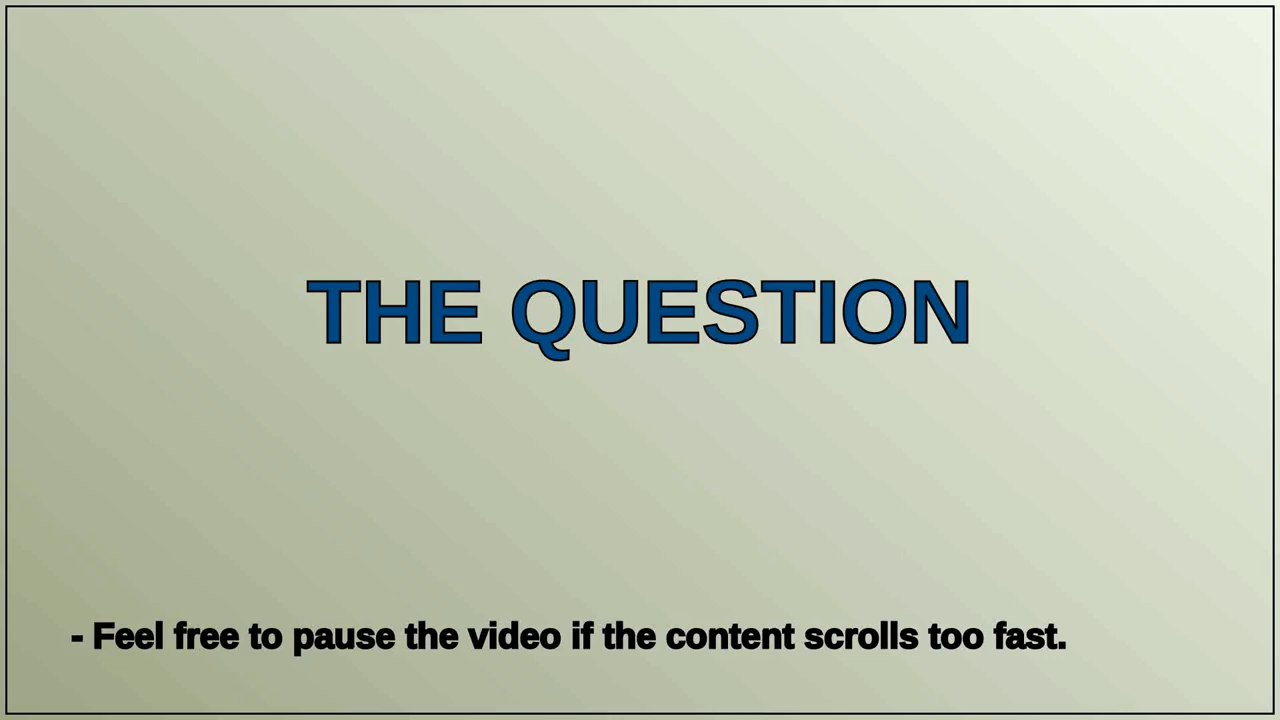 THE QUESTION
- Feel free to pause the video if the content scrolls too fast.